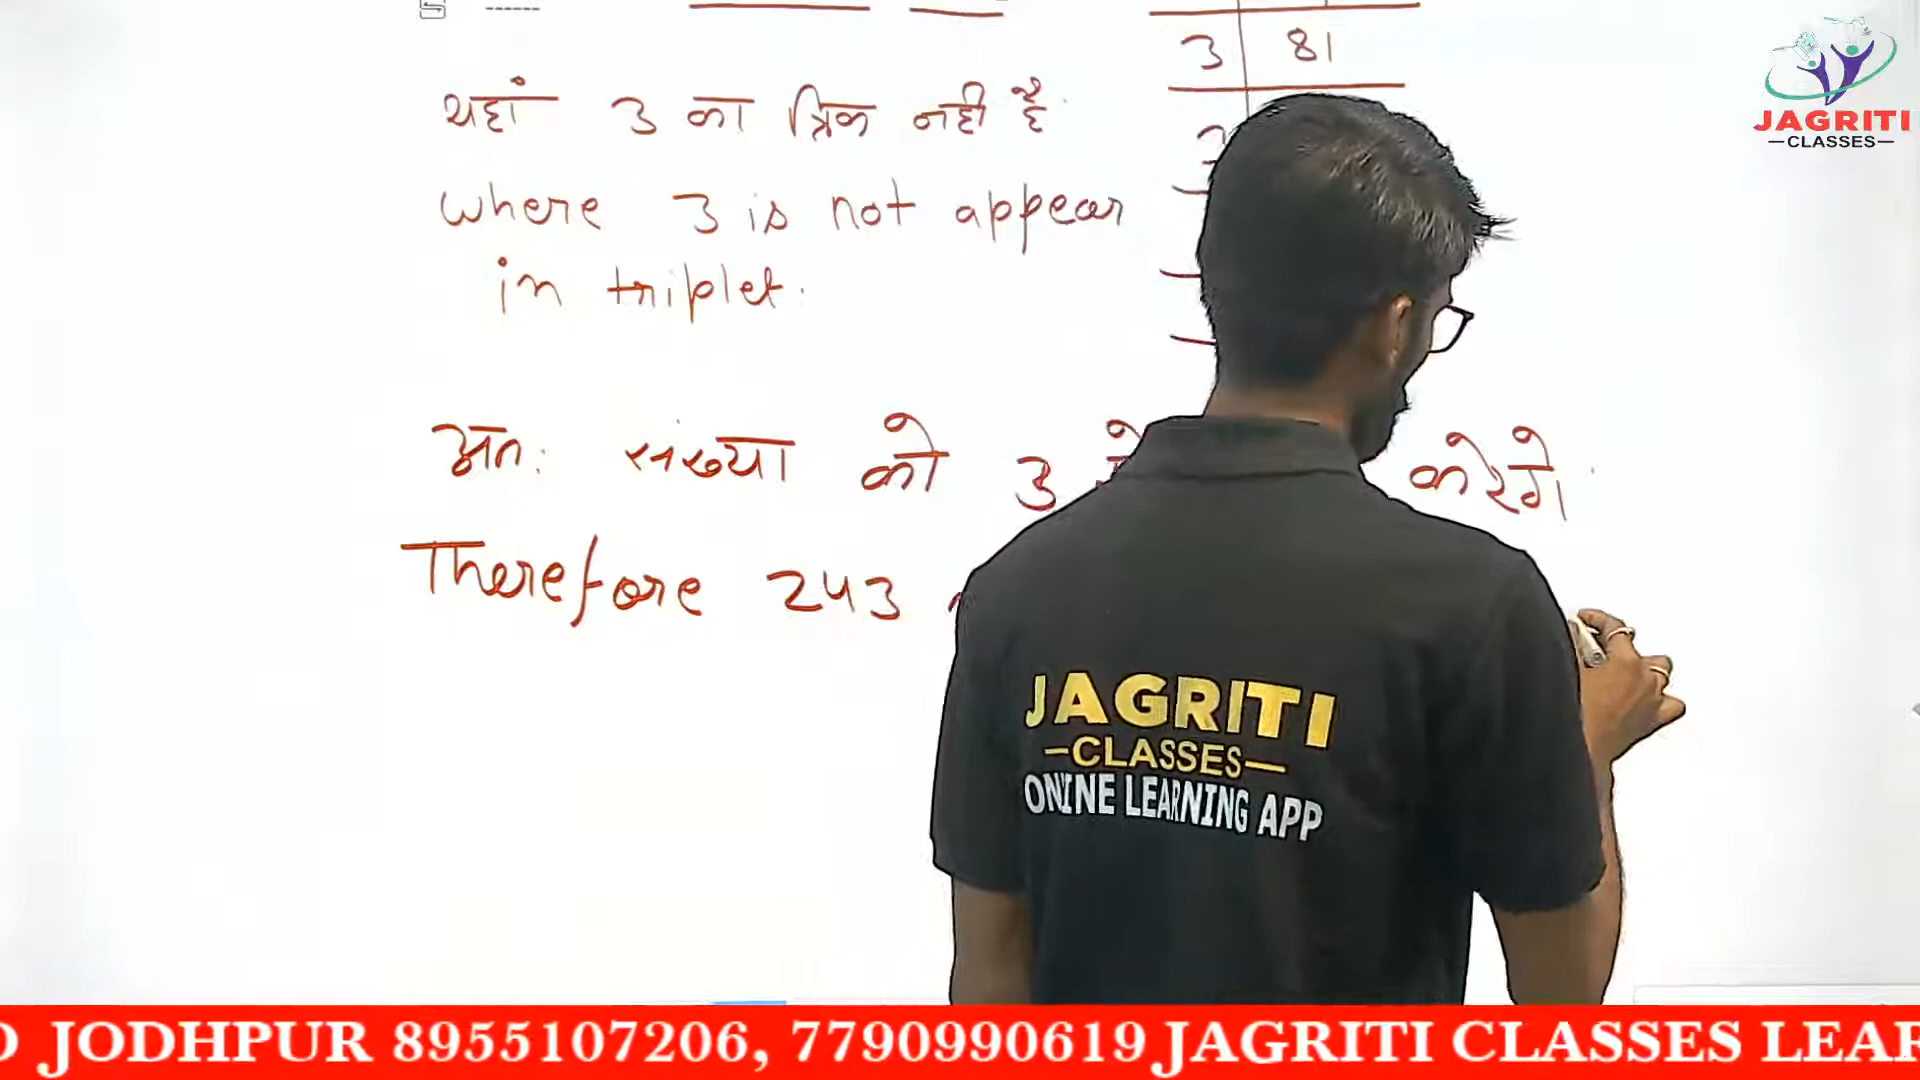 3 81
यहां 3 का त्रिक नही है
JAGRITI
CLASSES
where 3 is not appear
in triplet.
अतः संख्या को 3 करेगे
Therefore 243
JAGRITI
CLASSES
ONLINE LEARNING APP
JODHPUR 8955107206, 7790990619 JAGRITI CLASSES